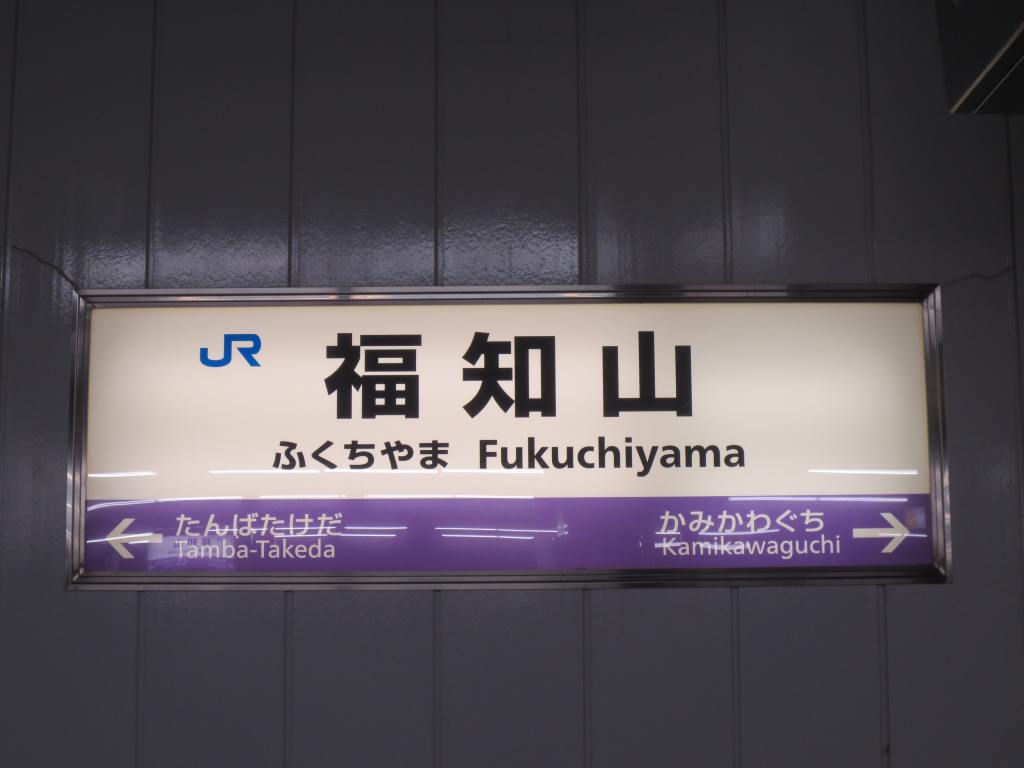 JR 福知山
ふくちやま Fukuchiyama
たんばたけだ
Tamba-Takeda
かみかわぐち
Kamikawaguchi